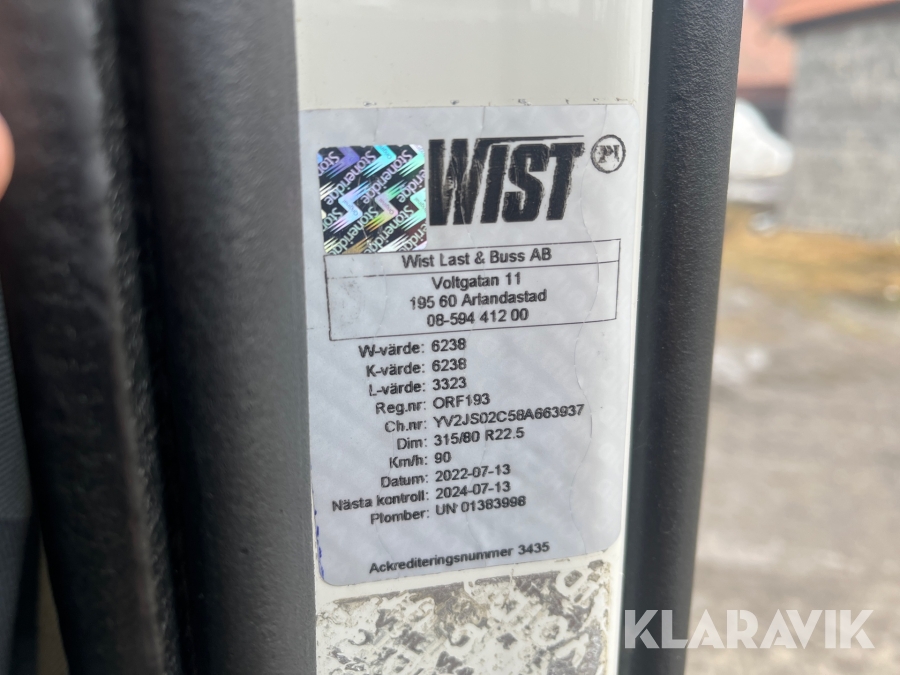 Stoneridge
WIST
Wist Last & Buss AB
Voltgatan 11
195 60 Arlandastad
08-594 412 00
W-värde: 6238
K-värde: 6238
L-värde: 3323
Reg.nr: ORF193
Ch.nr: YV2JS02C58A663937
Dim: 315/80 R22.5
Km/h: 90
Datum: 2022-07-13
Nästa kontroll: 2024-07-13
Plomber: UN 01383998
Ackrediteringsnummer 3435
KLARAVIK